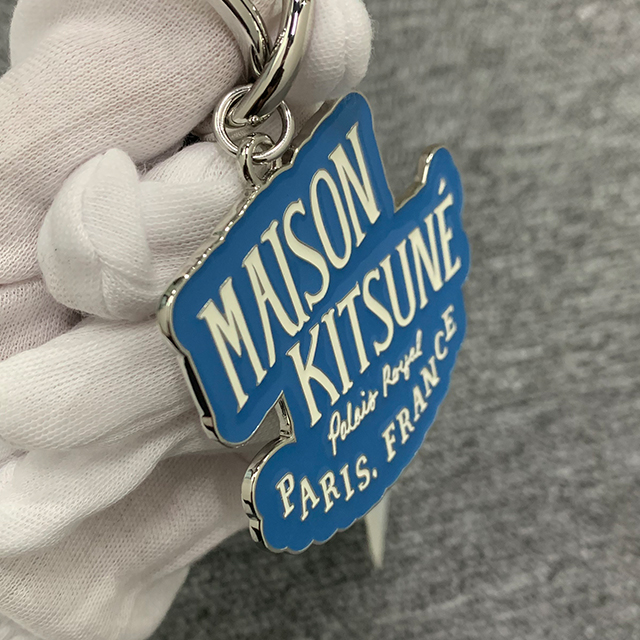 MAISON
KITSUNÉ
Palais Royal
PARIS. FRANCE